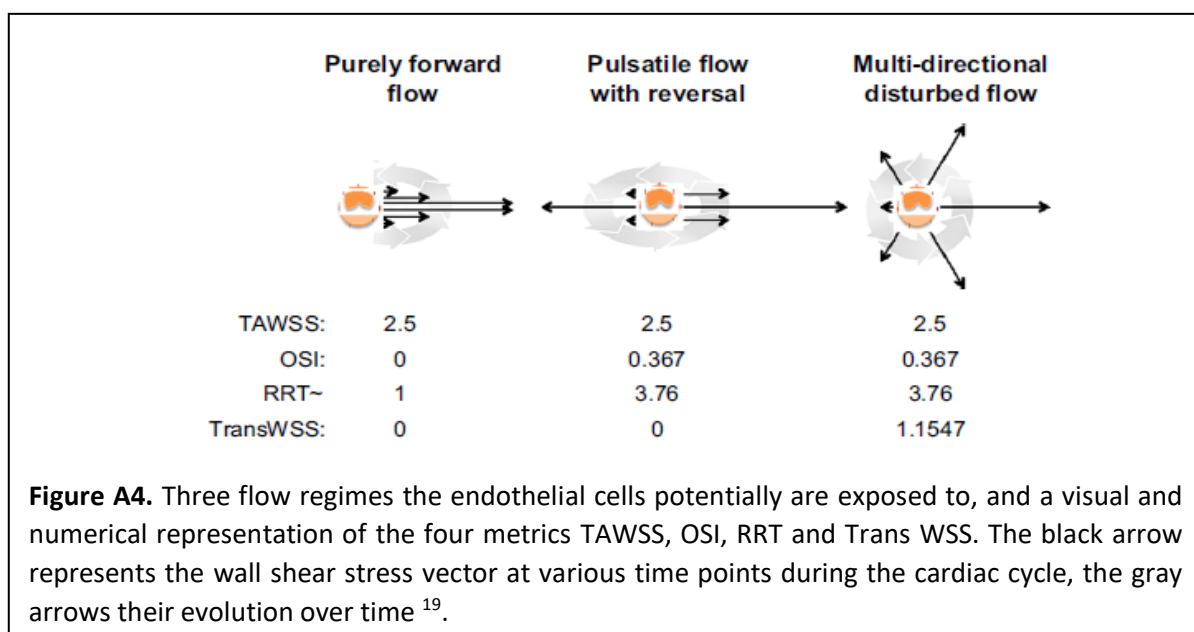 Purely forward flow
Pulsatile flow with reversal
Multi-directional disturbed flow
TAWSS: 2.5 2.5 2.5
OSI: 0 0.367 0.367
RRT~ 1 3.76 3.76
TransWSS: 0 0 1.1547
Figure A4. Three flow regimes the endothelial cells potentially are exposed to, and a visual and
numerical representation of the four metrics TAWSS, OSI, RRT and Trans WSS. The black arrow
represents the wall shear stress vector at various time points during the cardiac cycle, the gray
arrows their evolution over time 19.